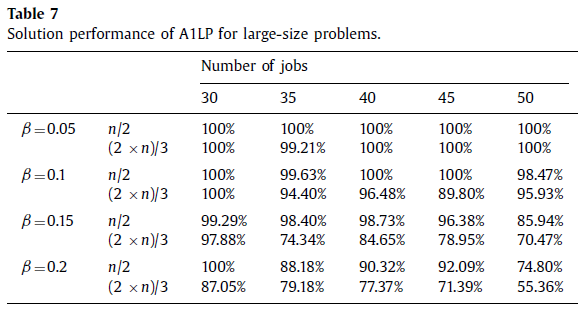 Table 7
Solution performance of A1LP for large-size problems.
Number of jobs
30 35 40 45 50
β=0.05 n/2 100% 100% 100% 100% 100%
(2 ×n)/3 100% 99.21% 100% 100% 100%
β=0.1 n/2 100% 99.63% 100% 100% 98.47%
(2 ×n)/3 100% 94.40% 96.48% 89.80% 95.93%
β=0.15 n/2 99.29% 98.40% 98.73% 96.38% 85.94%
(2 ×n)/3 97.88% 74.34% 84.65% 78.95% 70.47%
β=0.2 n/2 100% 88.18% 90.32% 92.09% 74.80%
(2 ×n)/3 87.05% 79.18% 77.37% 71.39% 55.36%